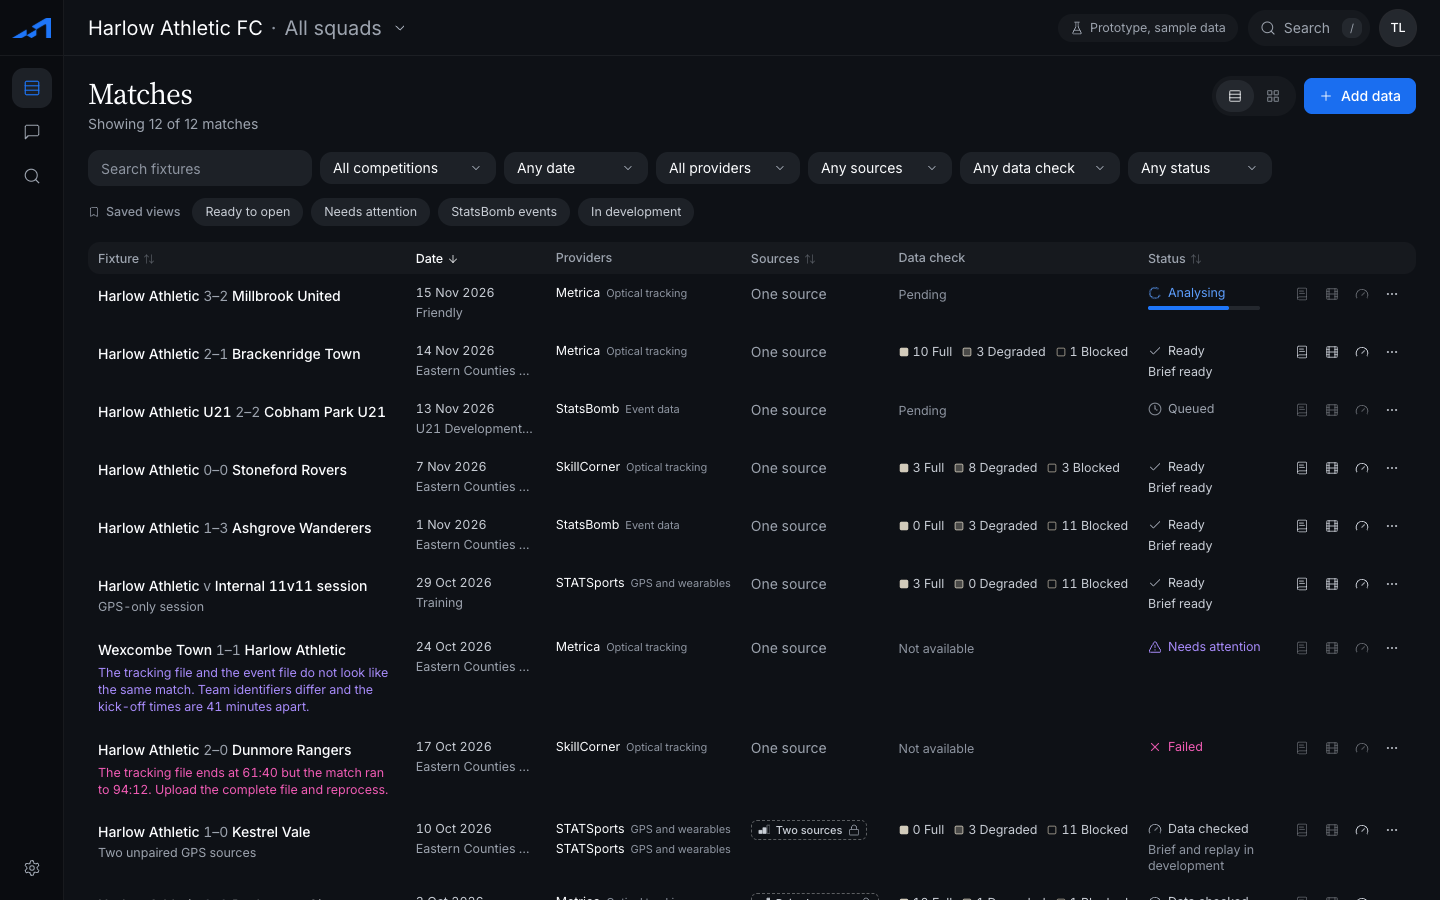 Harlow Athletic FC · All squads
Prototype, sample data
Search /
TL
Matches
Showing 12 of 12 matches
Add data
Search fixtures
All competitions
Any date
All providers
Any sources
Any data check
Any status
Saved views
Ready to open
Needs attention
StatsBomb events
In development
Fixture
Date
Providers
Sources
Data check
Status
Harlow Athletic 3–2 Millbrook United
15 Nov 2026
Friendly
Metrica Optical tracking
One source
Pending
Analysing
Harlow Athletic 2–1 Brackenridge Town
14 Nov 2026
Eastern Counties ...
Metrica Optical tracking
One source
10 Full 3 Degraded 1 Blocked
Ready
Brief ready
Harlow Athletic U21 2–2 Cobham Park U21
13 Nov 2026
U21 Development...
StatsBomb Event data
One source
Pending
Queued
Harlow Athletic 0–0 Stoneford Rovers
7 Nov 2026
Eastern Counties ...
SkillCorner Optical tracking
One source
3 Full 8 Degraded 3 Blocked
Ready
Brief ready
Harlow Athletic 1–3 Ashgrove Wanderers
1 Nov 2026
Eastern Counties ...
StatsBomb Event data
One source
0 Full 3 Degraded 11 Blocked
Ready
Brief ready
Harlow Athletic v Internal 11v11 session
GPS-only session
29 Oct 2026
Training
STATSports GPS and wearables
One source
3 Full 0 Degraded 11 Blocked
Ready
Brief ready
Wexcombe Town 1–1 Harlow Athletic
The tracking file and the event file do not look like
the same match. Team identifiers differ and the
kick-off times are 41 minutes apart.
24 Oct 2026
Eastern Counties ...
Metrica Optical tracking
One source
Not available
Needs attention
Harlow Athletic 2–0 Dunmore Rangers
The tracking file ends at 61:40 but the match ran
to 94:12. Upload the complete file and reprocess.
17 Oct 2026
Eastern Counties ...
SkillCorner Optical tracking
One source
Not available
Failed
Harlow Athletic 1–0 Kestrel Vale
Two unpaired GPS sources
10 Oct 2026
Eastern Counties ...
STATSports GPS and wearables
STATSports GPS and wearables
Two sources
0 Full 3 Degraded 11 Blocked
Data checked
Brief and replay in
development